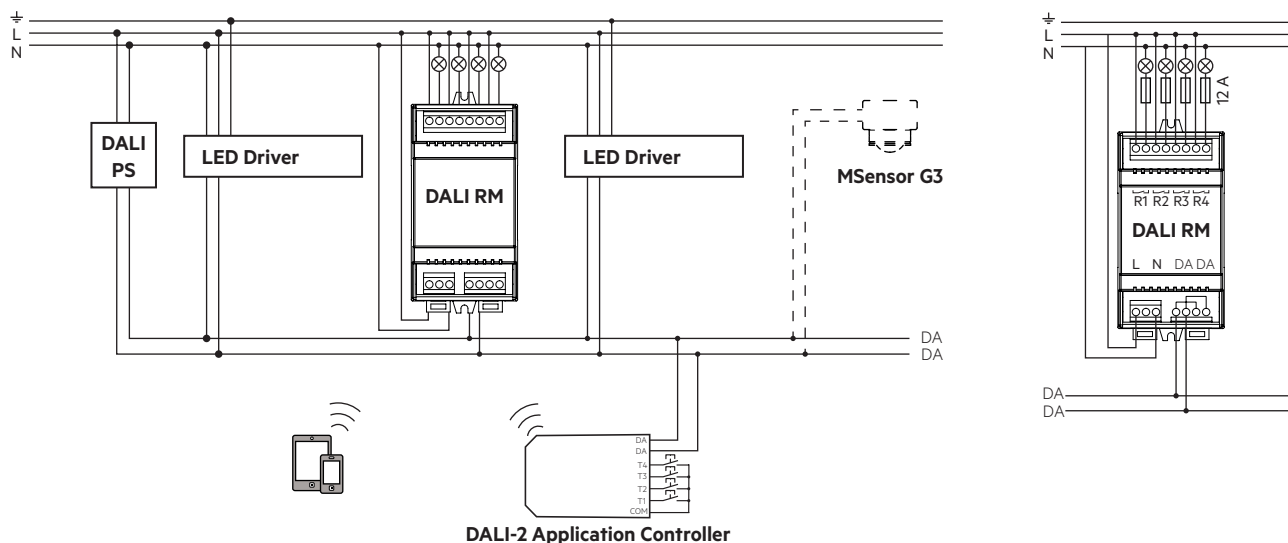 L
N
DALI
PS
LED Driver
DALI RM
LED Driver
MSensor G3
DA
DA
DA
DA
T4
T3
T2
T1
COM
DALI-2 Application Controller
L
N
12 A
R1 R2 R3 R4
DALI RM
L N DA DA
DA
DA